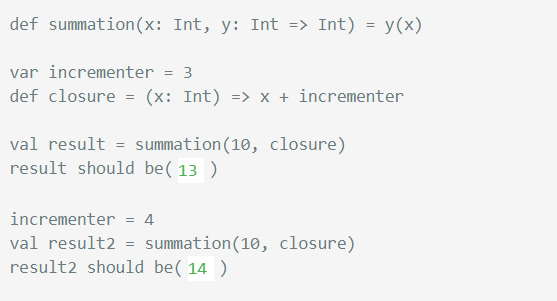 def summation(x: Int, y: Int => Int) = y(x)
var incrementer = 3
def closure = (x: Int) => x + incrementer
val result = summation(10, closure)
result should be( 13 )
incrementer = 4
val result2 = summation(10, closure)
result2 should be( 14 )